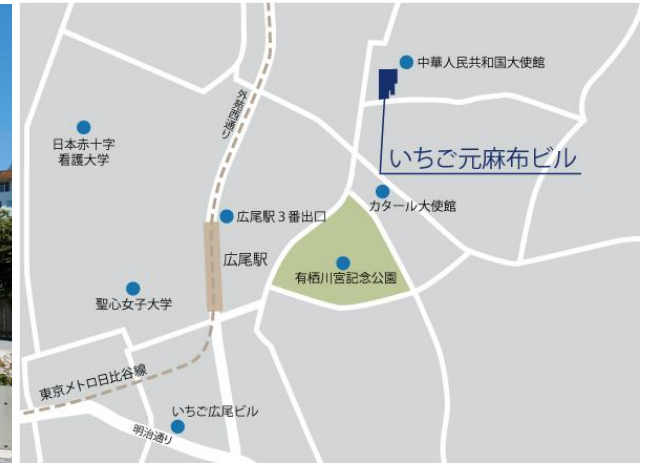 中華人民共和国大使館
外苑西通り
日本赤十字
看護大学
いちご元麻布ビル
カタール大使館
広尾駅3番出口
広尾駅
有栖川宮記念公園
聖心女子大学
東京メトロ日比谷線
いちご広尾ビル
明治通り